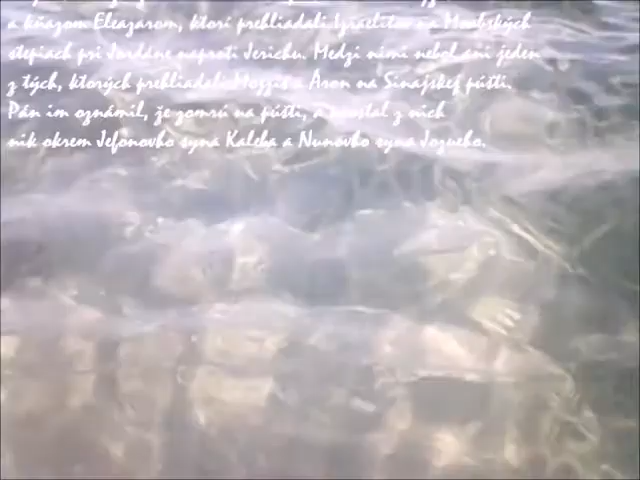 a kňazom Eleazarom, ktorí prehliadali Izraelitov na Moabských
stepiach pri Jordáne naproti Jerichu. Medzi nimi nebol ani jeden
z tých, ktorých prehliadali Mojžiš a Áron na Sinajskej púšti.
Pán im oznámil, že zomrú na púšti, a neostal z nich
nik okrem Jefonovho syna Kaleba a Nunovho syna Jozueho.